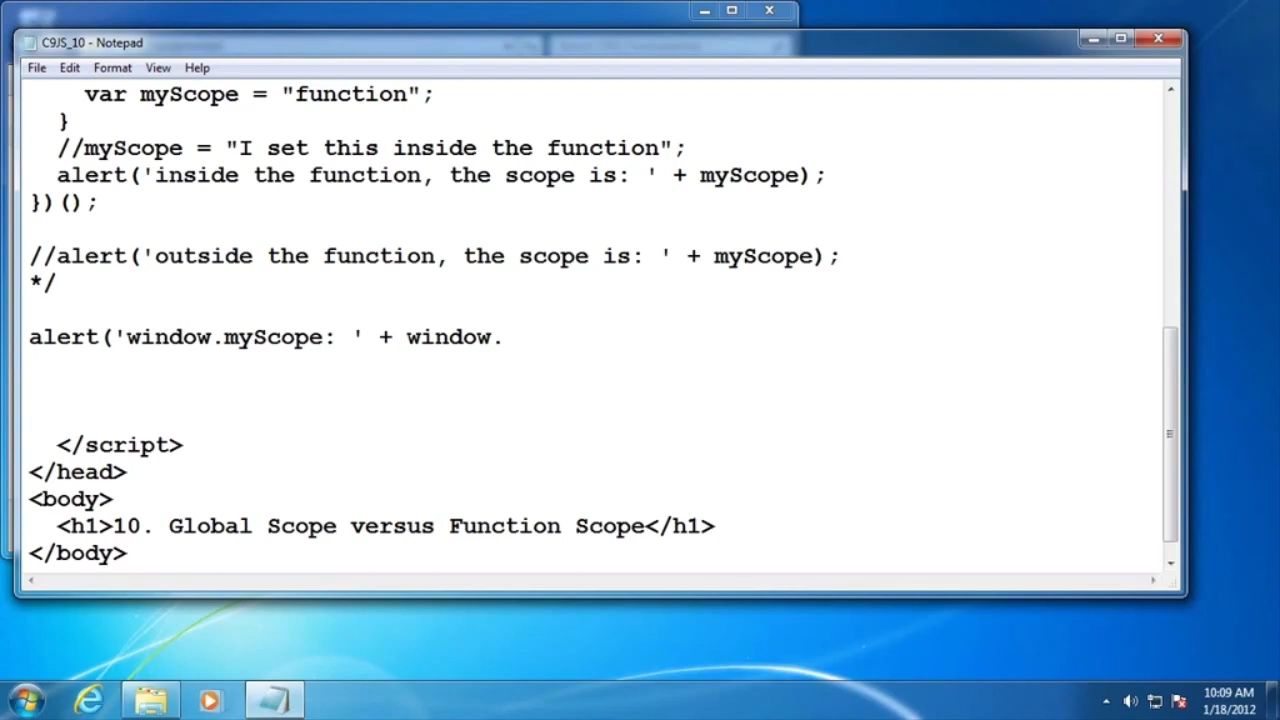 C9JS_10 - Notepad
File Edit Format View Help
var myScope = "function";
}
//myScope = "I set this inside the function";
alert('inside the function, the scope is: ' + myScope);
})();
//alert('outside the function, the scope is: ' + myScope);
*/
alert('window.myScope: ' + window.
</script>
</head>
<body>
<h1>10. Global Scope versus Function Scope</h1>
</body>
10:09 AM
1/18/2012